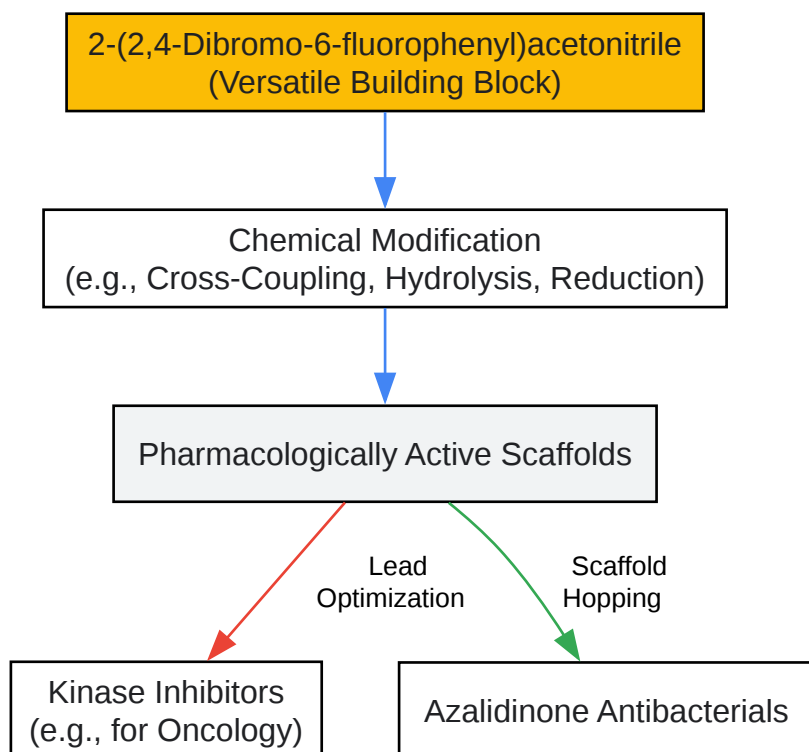 2-(2,4-Dibromo-6-fluorophenyl)acetonitrile
(Versatile Building Block)
Chemical Modification
(e.g., Cross-Coupling, Hydrolysis, Reduction)
Pharmacologically Active Scaffolds
Lead
Optimization
Scaffold
Hopping
Kinase Inhibitors
(e.g., for Oncology)
Azalidinone Antibacterials